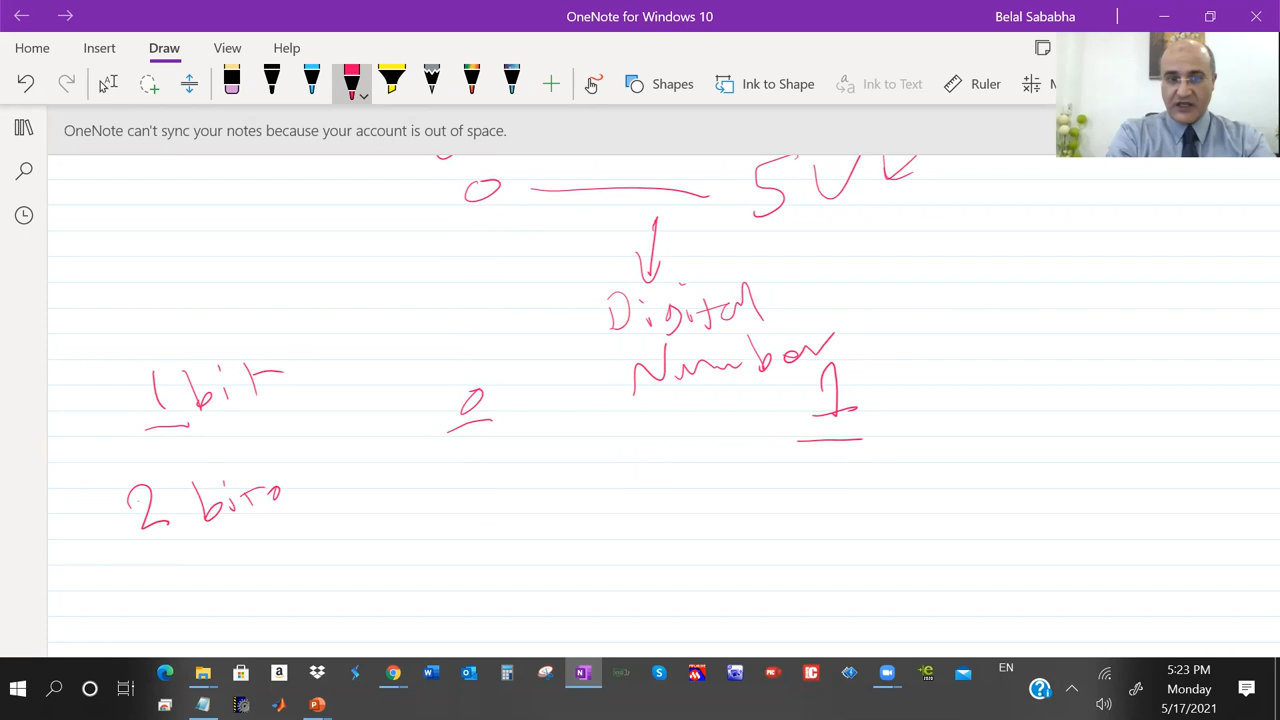 OneNote for Windows 10
Belal Sababha
Home Insert Draw View Help
Shapes Ink to Shape Ink to Text Ruler M
OneNote can't sync your notes because your account is out of space.
0 5V
Digital
Number
1 bit 0 1
2 bits
EN
5:23 PM
Monday
5/17/2021